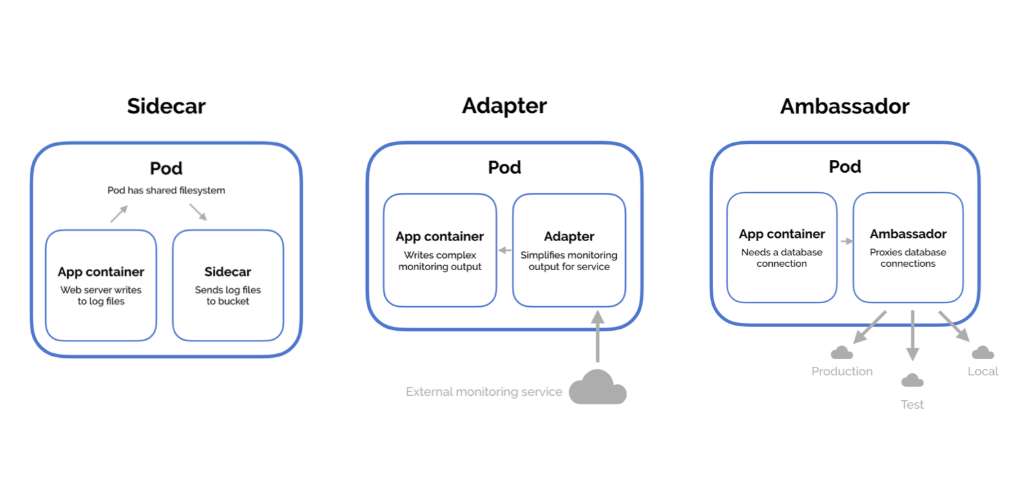 Sidecar
Pod
Pod has shared filesystem
App container
Web server writes
to log files
Sidecar
Sends log files
to bucket
Adapter
Pod
App container
Writes complex
monitoring output
Adapter
Simplifies monitoring
output for service
External monitoring service
Ambassador
Pod
App container
Needs a database
connection
Ambassador
Proxies database
connections
Production
Test
Local